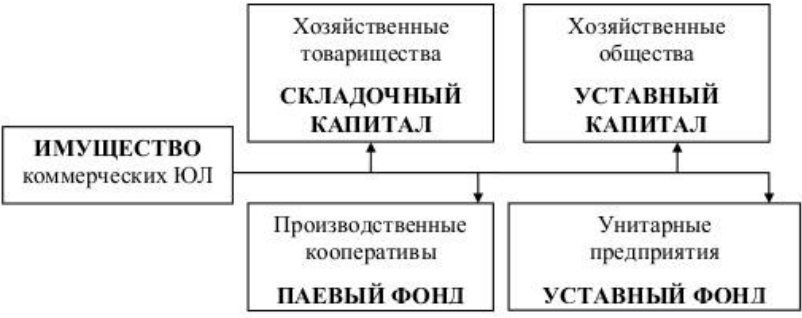 Хозяйственные
товарищества
СКЛАДОЧНЫЙ
КАПИТАЛ
Хозяйственные
общества
УСТАВНЫЙ
КАПИТАЛ
ИМУЩЕСТВО
коммерческих ЮЛ
Производственные
кооперативы
ПАЕВЫЙ ФОНД
Унитарные
предприятия
УСТАВНЫЙ ФОНД